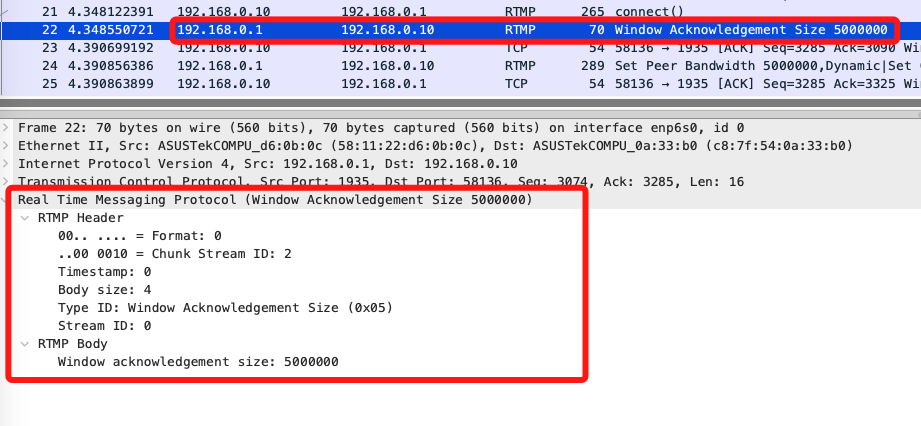 21 4.348122391 192.168.0.10 192.168.0.1 RTMP 265 connect()
22 4.348550721 192.168.0.1 192.168.0.10 RTMP 70 Window Acknowledgement Size 5000000
23 4.390699192 192.168.0.10 192.168.0.1 TCP 54 58136 → 1935 [ACK] Seq=3285 Ack=3090 Wi
24 4.390856386 192.168.0.1 192.168.0.10 RTMP 289 Set Peer Bandwidth 5000000,Dynamic|Set
25 4.390863899 192.168.0.10 192.168.0.1 TCP 54 58136 → 1935 [ACK] Seq=3285 Ack=3325 Wi
Frame 22: 70 bytes on wire (560 bits), 70 bytes captured (560 bits) on interface enp6s0, id 0
Ethernet II, Src: ASUSTekCOMPU_d6:0b:0c (58:11:22:d6:0b:0c), Dst: ASUSTekCOMPU_0a:33:b0 (c8:7f:54:0a:33:b0)
Internet Protocol Version 4, Src: 192.168.0.1, Dst: 192.168.0.10
Transmission Control Protocol, Src Port: 1935, Dst Port: 58136, Seq: 3074, Ack: 3285, Len: 16
Real Time Messaging Protocol (Window Acknowledgement Size 5000000)
RTMP Header
00.. .... = Format: 0
..00 0010 = Chunk Stream ID: 2
Timestamp: 0
Body size: 4
Type ID: Window Acknowledgement Size (0x05)
Stream ID: 0
RTMP Body
Window acknowledgement size: 5000000